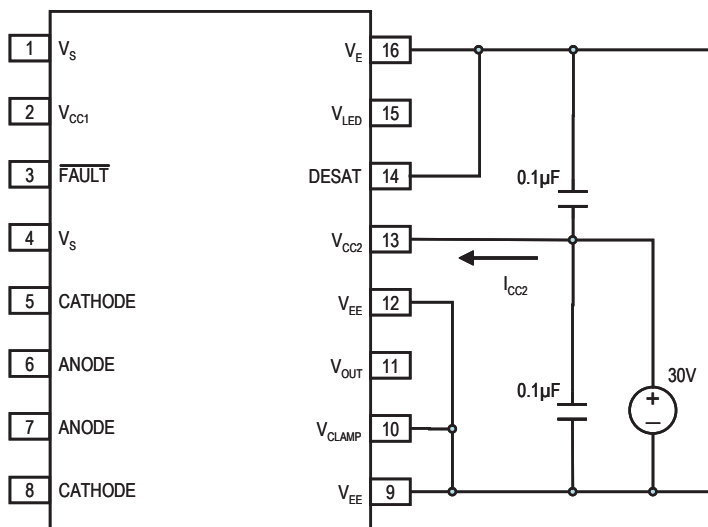 1 V_S V_E 16
2 V_CC1 V_LED 15
3 FAULT DESAT 14
0.1µF
4 V_S V_CC2 13
I_CC2
5 CATHODE V_EE 12
6 ANODE V_OUT 11
30V
0.1µF
+
–
7 ANODE V_CLAMP 10
8 CATHODE V_EE 9